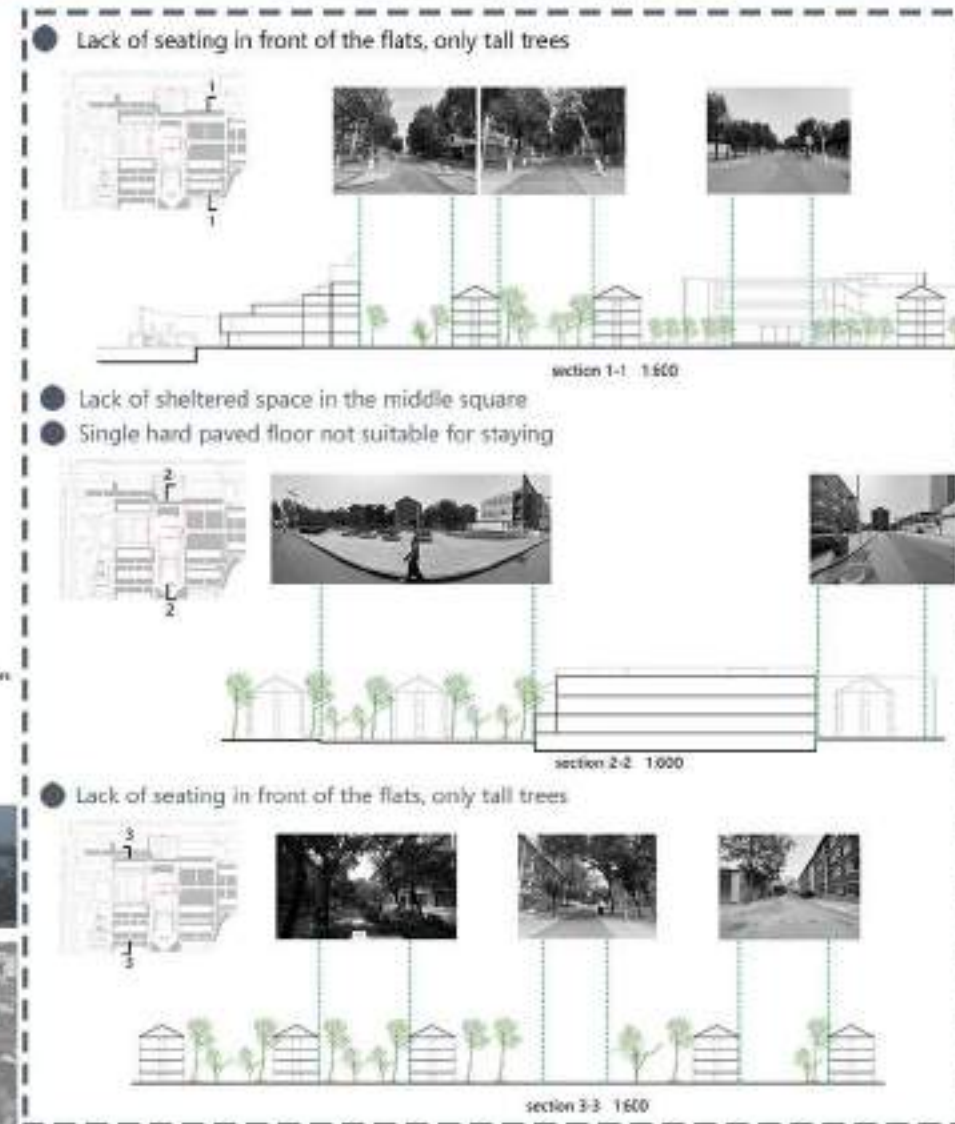 Lack of seating in front of the flats, only tall trees
1
1
section 1-1 1:600
Lack of sheltered space in the middle square
Single hard paved floor not suitable for staying
2
2
section 2-2 1:000
Lack of seating in front of the flats, only tall trees
3
3
section 3-3 1:600